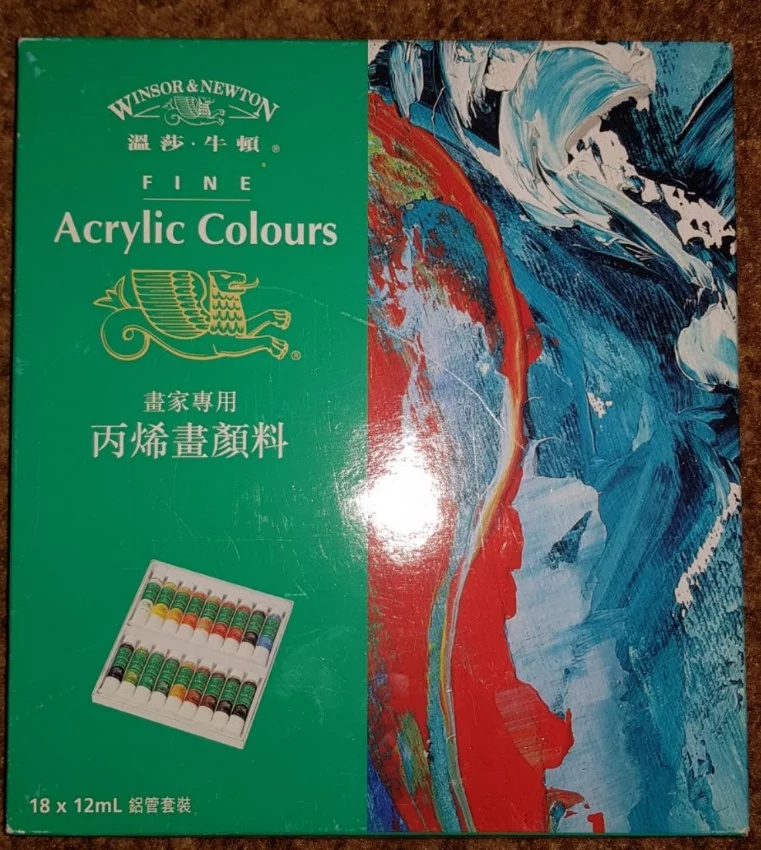 WINSOR & NEWTON
溫莎·牛頓®
FINE
Acrylic Colours
®
畫家專用
丙烯畫顏料
18 x 12mL 鋁管套裝